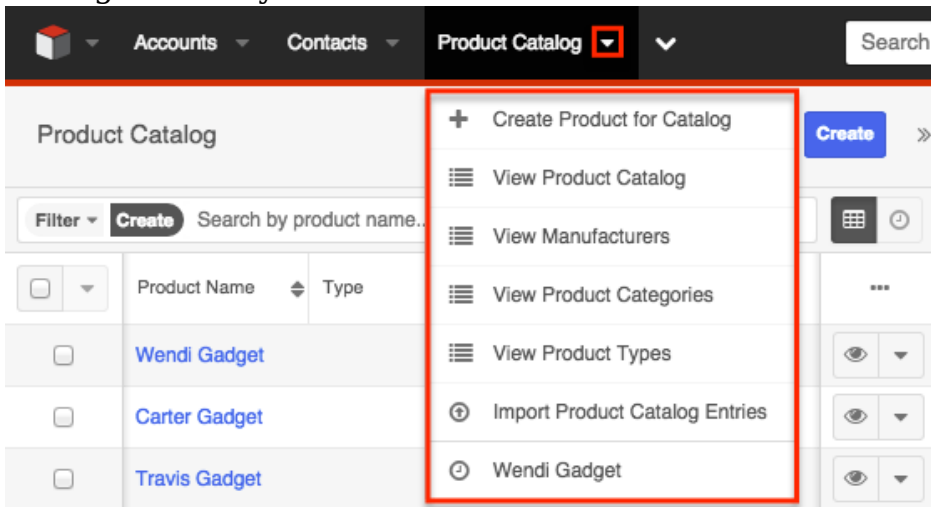 Accounts Contacts Product Catalog Search
Product Catalog
Create Product for Catalog
Create
View Product Catalog
Filter Create Search by product name..
View Manufacturers
Product Name Type
View Product Categories
Wendi Gadget
View Product Types
Carter Gadget
Import Product Catalog Entries
Travis Gadget
Wendi Gadget